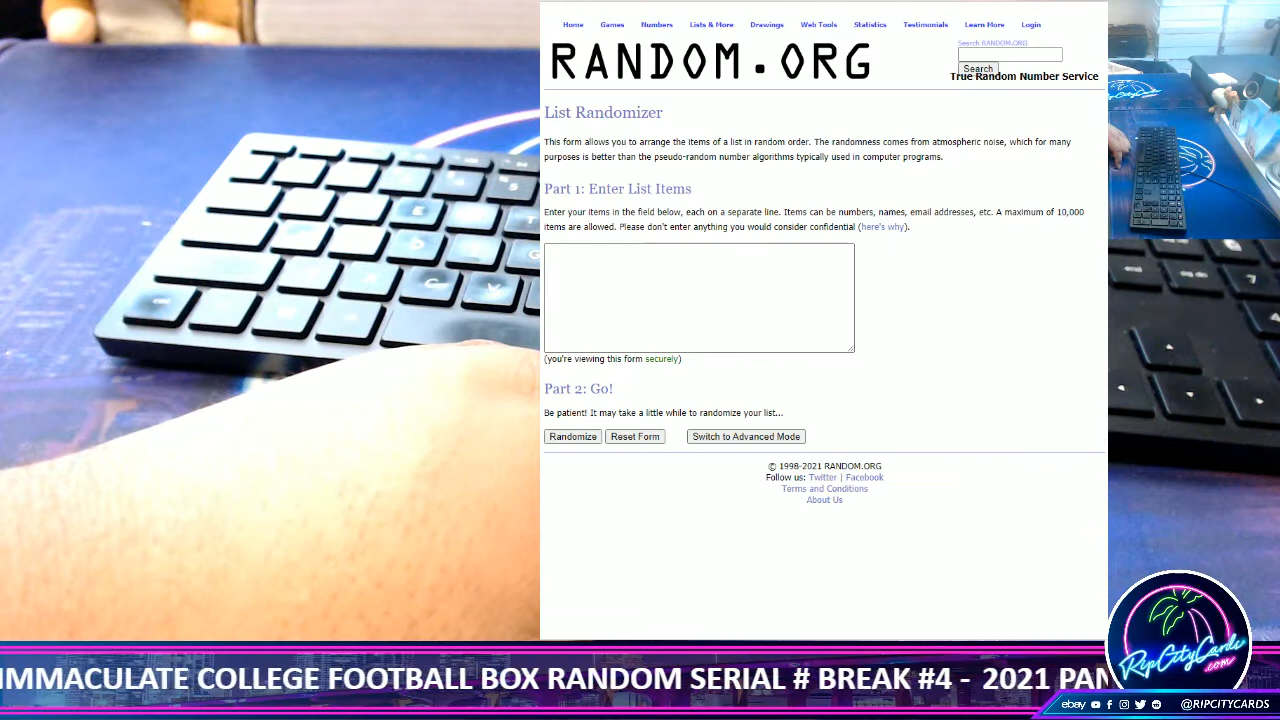 Home Games Numbers Lists & More Drawings Web Tools Statistics Testimonials Learn More Login
RANDOM.ORG
Search RANDOM.ORG
Search
True Random Number Service
List Randomizer
This form allows you to arrange the items of a list in random order. The randomness comes from atmospheric noise, which for many
purposes is better than the pseudo-random number algorithms typically used in computer programs.
Part 1: Enter List Items
Enter your items in the field below, each on a separate line. Items can be numbers, names, email addresses, etc. A maximum of 10,000
items are allowed. Please don't enter anything you would consider confidential (here's why).
(you're viewing this form securely)
Part 2: Go!
Be patient! It may take a little while to randomize your list...
Randomize Reset Form Switch to Advanced Mode
© 1998-2021 RANDOM.ORG
Follow us: Twitter | Facebook
Terms and Conditions
About Us
IMMACULATE COLLEGE FOOTBALL BOX RANDOM SERIAL # BREAK #4 - 2021 PAN
RipCityCards
.com
ebay @RIPCITYCARDS